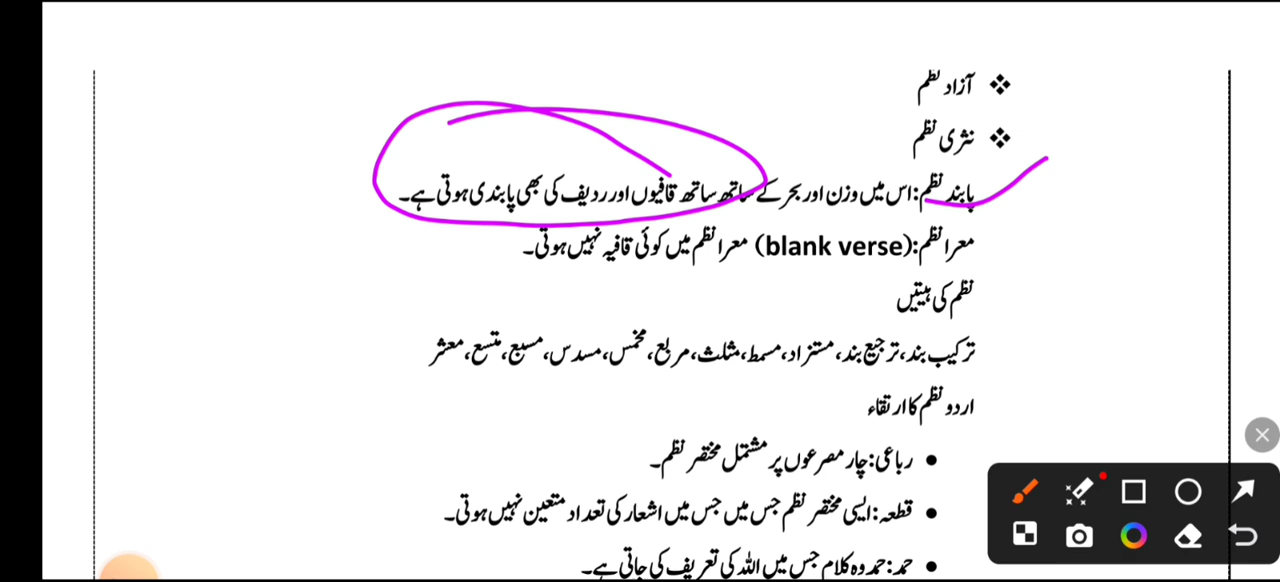 ❖ آزاد نظم
❖ نثری نظم
پابند نظم: اس میں وزن اور بحر کے ساتھ ساتھ قافیوں اور ردیف کی بھی پابندی ہوتی ہے۔
معرا نظم: (blank verse) معرا نظم میں کوئی قافیہ نہیں ہوتی۔
نظم کی ہیتیں
ترکیب بند، ترجیع بند، مستزاد، مسمط، مثلث، مربع، مخمس، مسدس، مسبع، متسع، معشر
اردو نظم کا ارتقاء
• رباعی: چار مصرعوں پر مشتمل مختصر نظم۔
• قطعہ: ایسی مختصر نظم جس میں جس میں اشعار کی تعداد متعین نہیں ہوتی۔
• حمد: حمد وہ کلام جس میں اللہ کی تعریف کی جاتی ہے۔